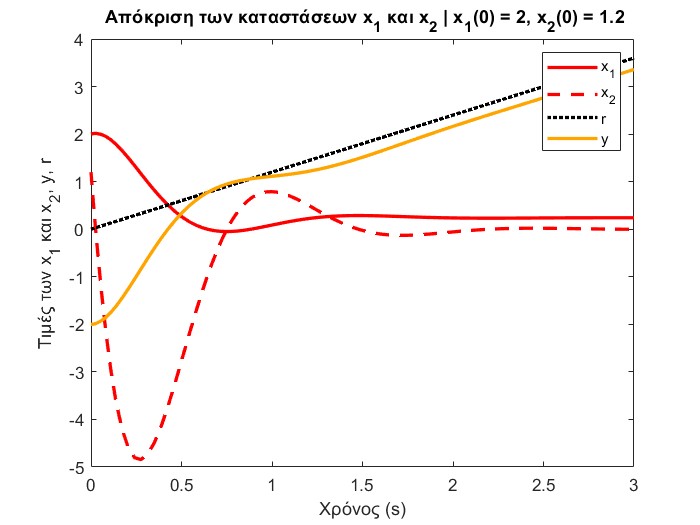 Απόκριση των καταστάσεων x₁ και x₂ | x₁(0) = 2, x₂(0) = 1.2
Τιμές των x₁ και x₂, y, r
4
3
2
1
0
-1
-2
-3
-4
-5
x₁
x₂
r
y
0
0.5
1
1.5
2
2.5
3
Χρόνος (s)